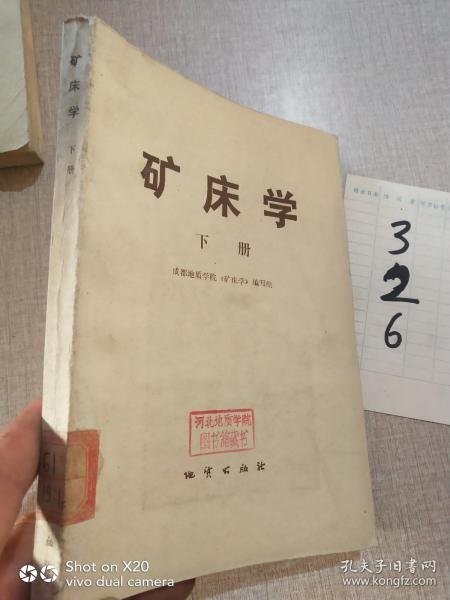 矿床学
下册
矿床学
下册
成都地质学院《矿床学》编写组
河北地质学院
图书馆藏书
地质出版社
3
2
6
61
Shot on X20
vivo dual camera
孔夫子旧书网
www.kongfz.com